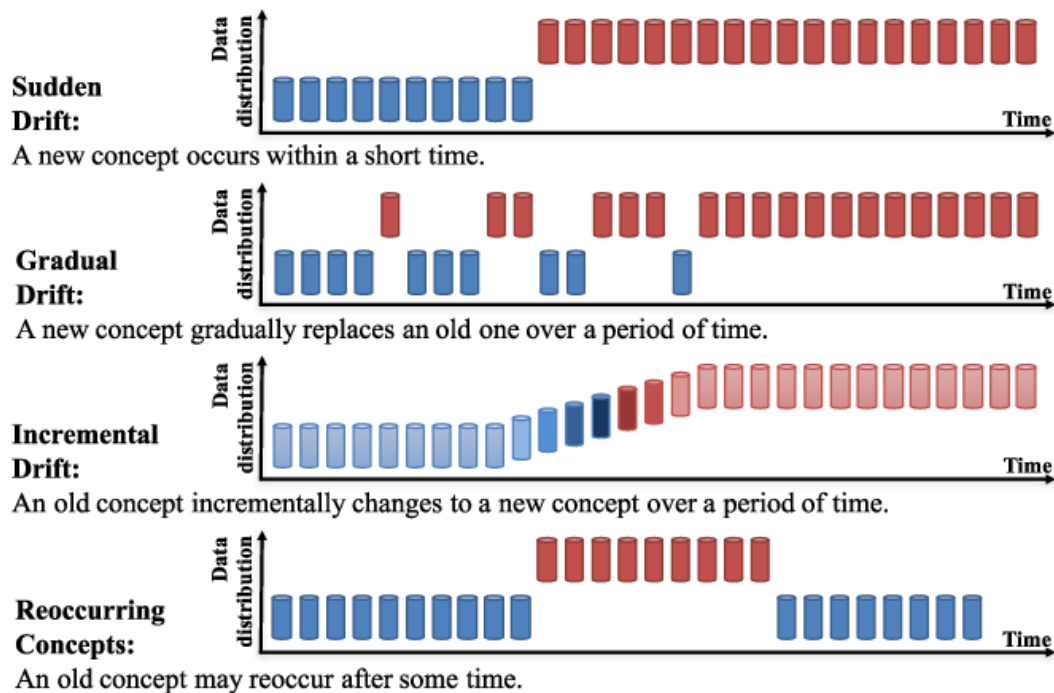 Data
distribution
Sudden
Drift:
Time
A new concept occurs within a short time.
Data
distribution
Gradual
Drift:
Time
A new concept gradually replaces an old one over a period of time.
Data
distribution
Incremental
Drift:
Time
An old concept incrementally changes to a new concept over a period of time.
Data
distribution
Reoccurring
Concepts:
Time
An old concept may reoccur after some time.